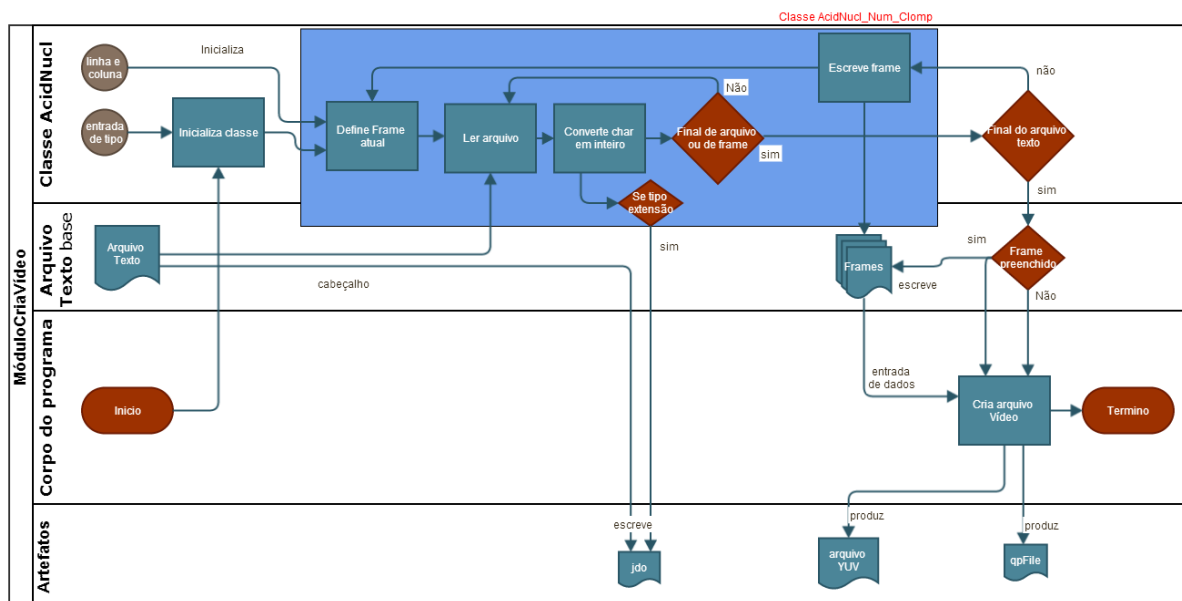 Classe AcidNucl_Num_Clomp
MóduloCriaVídeo
Classe AcidNucl
linha e
coluna
Inicializa
entrada
de tipo
Inicializa classe
Define Frame
atual
Ler arquivo
Converte char
em inteiro
Não
Final de arquivo
ou de frame
sim
Se tipo
extensão
sim
Escreve frame
não
Final do arquivo
texto
sim
Arquivo
Texto base
Arquivo
Texto
cabeçalho
Frames
sim
escreve
Frame
preenchido
Não
Corpo do programa
Inicio
entrada
de dados
Cria arquivo
Vídeo
Termino
Artefatos
escreve
jdo
produz
arquivo
YUV
produz
qpFile